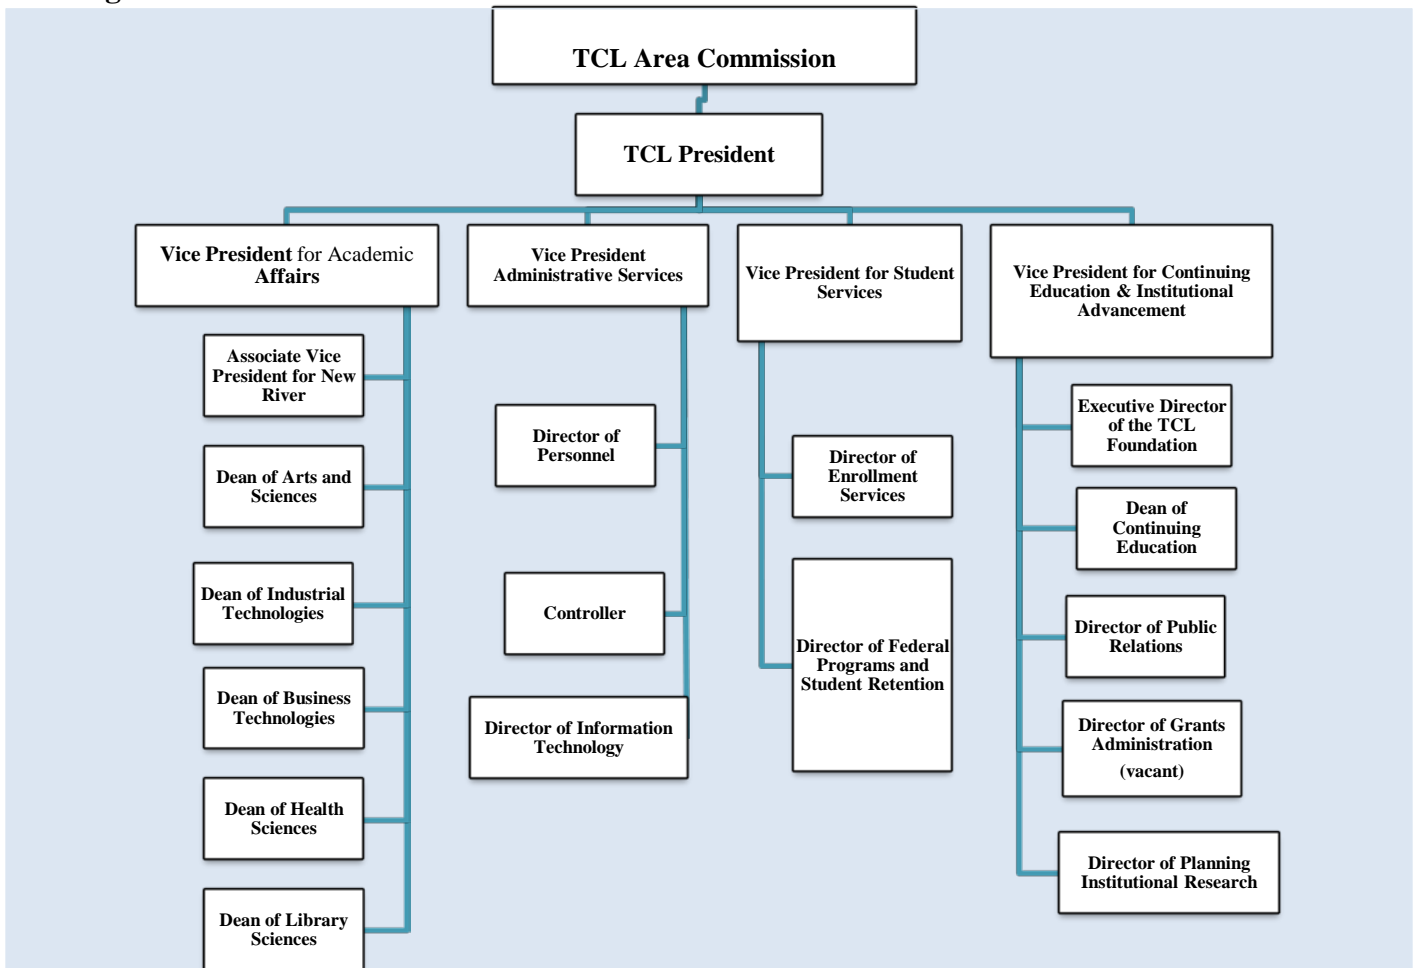 TCL Area Commission
TCL President
Vice President for Academic
Affairs
Vice President
Administrative Services
Vice President for Student
Services
Vice President for Continuing
Education & Institutional
Advancement
Associate Vice
President for New
River
Dean of Arts and
Sciences
Dean of Industrial
Technologies
Dean of Business
Technologies
Dean of Health
Sciences
Dean of Library
Sciences
Director of
Personnel
Controller
Director of Information
Technology
Director of
Enrollment
Services
Director of Federal
Programs and
Student Retention
Executive Director
of the TCL
Foundation
Dean of
Continuing
Education
Director of Public
Relations
Director of Grants
Administration
(vacant)
Director of Planning
Institutional Research